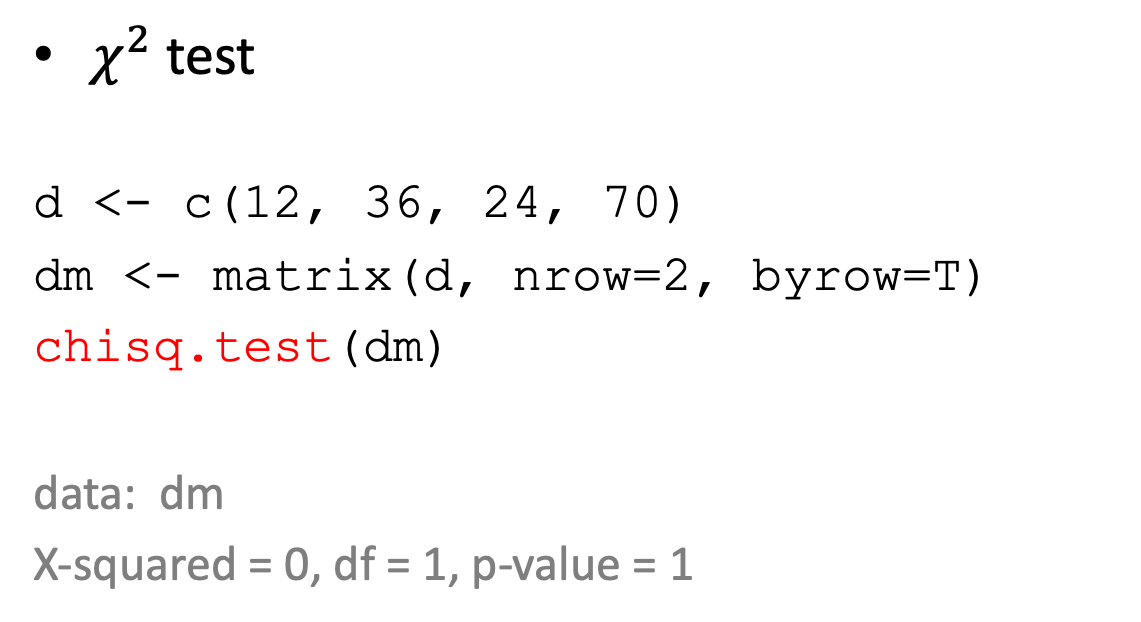 • χ² test
d <- c(12, 36, 24, 70)
dm <- matrix(d, nrow=2, byrow=T)
chisq.test(dm)
data:  dm
X-squared = 0, df = 1, p-value = 1